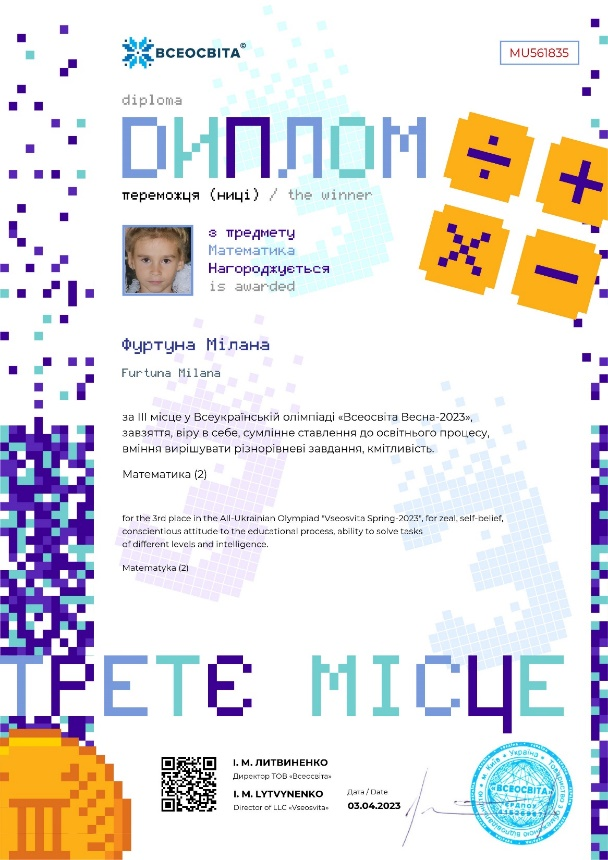 ВСЕОСВІТА®
MU561835
diploma
ДИПЛОМ
переможця (ниці) / the winner
з предмету
Математика
Нагороджується
is awarded
Фуртуна Мілана
Furtuna Milana
за III місце у Всеукраїнській олімпіаді «Всеосвіта Весна-2023»,
завзяття, віру в себе, сумлінне ставлення до освітнього процесу,
вміння вирішувати різнорівневі завдання, кмітливість.
Математика (2)
for the 3rd place in the All-Ukrainian Olympiad "Vseosvita Spring-2023", for zeal, self-belief,
conscientious attitude to the educational process, ability to solve tasks
of different levels and intelligence.
Matematyka (2)
ТРЕТЄ МІСЦЕ
І. М. ЛИТВИНЕНКО
Директор ТОВ «Всеосвіта»
I. M. LYTVYNENKO
Director of LLC «Vseosvita»
Дата / Date
03.04.2023
Україна
м. Київ
«ВСЕОСВІТА»
ЄДРПОУ